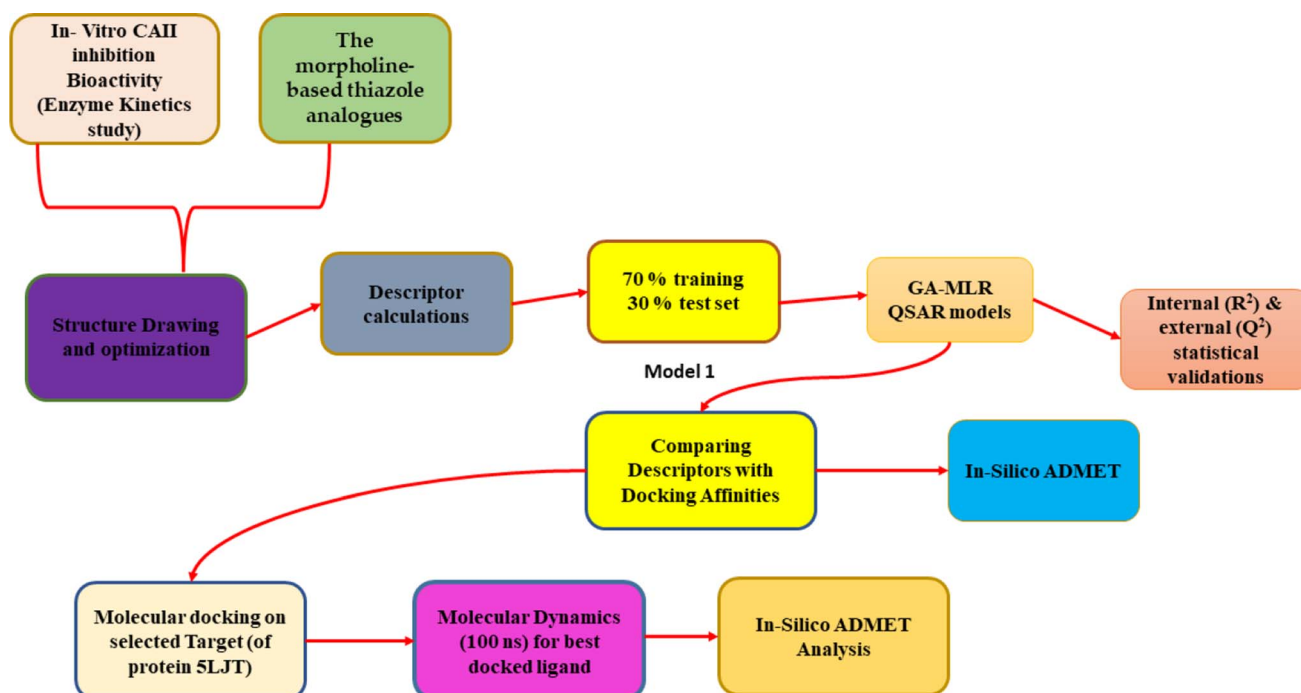 In- Vitro CAII
inhibition
Bioactivity
(Enzyme Kinetics
study)
The
morpholine-
based thiazole
analogues
Structure Drawing
and optimization
Descriptor
calculations
70 % training
30 % test set
GA-MLR
QSAR models
Internal (R²) &
external (Q²)
statistical
validations
Model 1
Comparing
Descriptors with
Docking Affinities
In-Silico ADMET
Molecular docking on
selected Target (of
protein 5LJT)
Molecular Dynamics
(100 ns) for best
docked ligand
In-Silico ADMET
Analysis